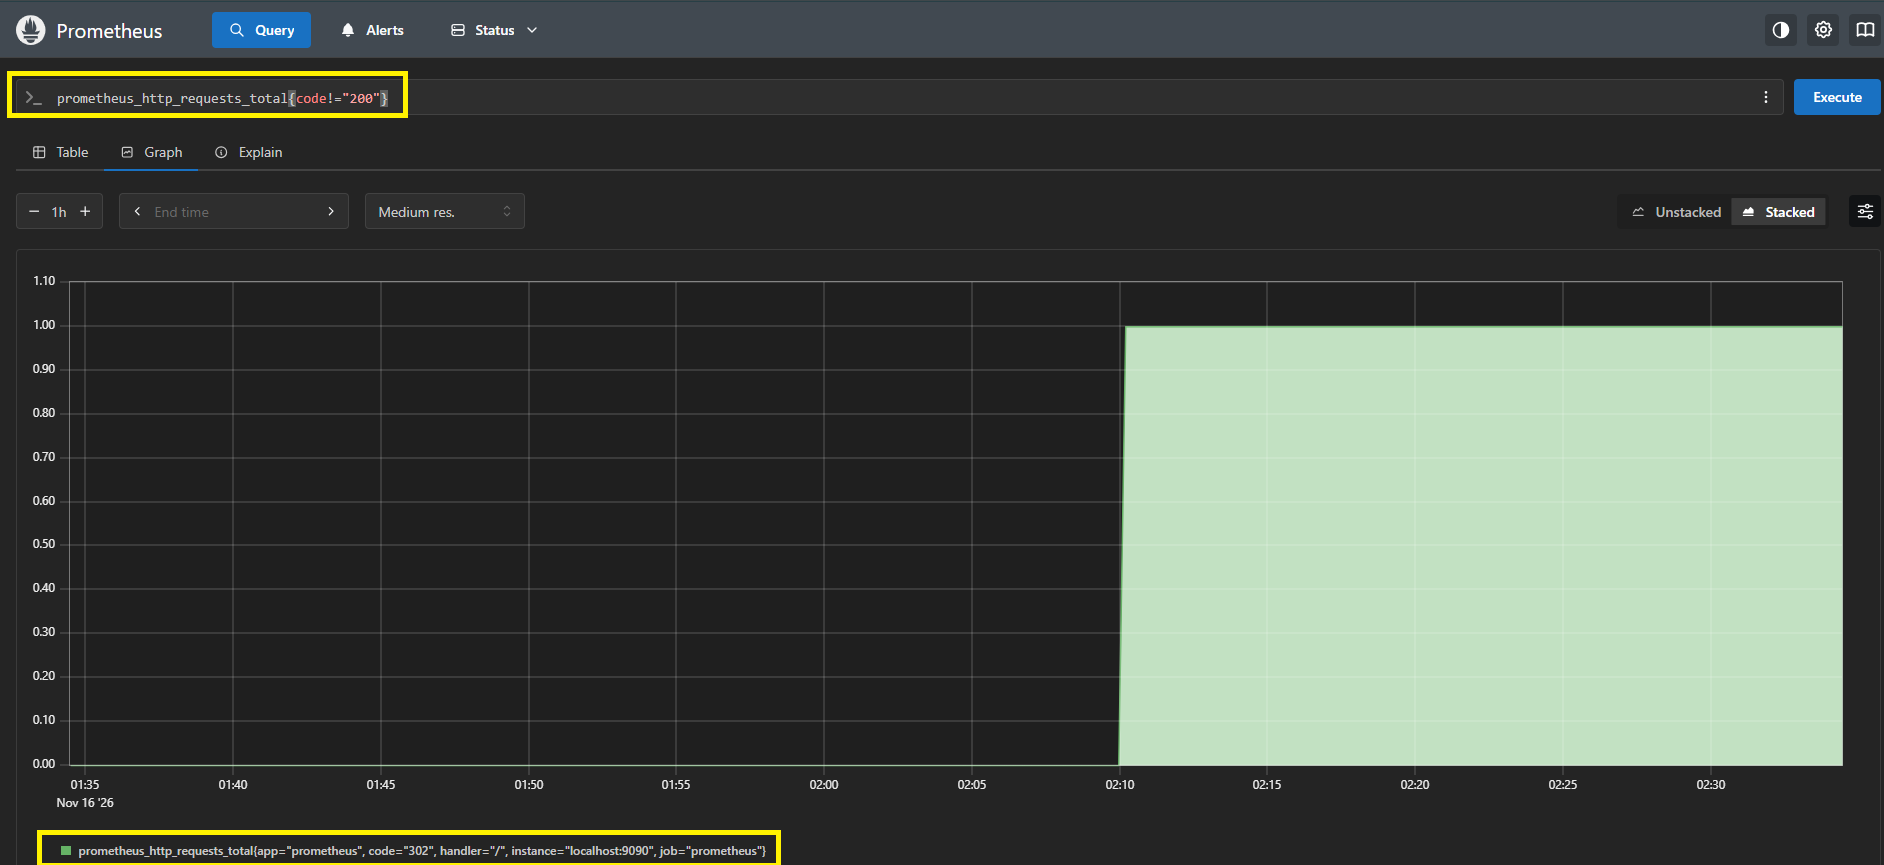 Prometheus Query Alerts Status
prometheus_http_requests_total{code!="200"} Execute
Table Graph Explain
1h End time Medium res. Unstacked Stacked
1.10
1.00
0.90
0.80
0.70
0.60
0.50
0.40
0.30
0.20
0.10
0.00
01:35 01:40 01:45 01:50 01:55 02:00 02:05 02:10 02:15 02:20 02:25 02:30
Nov 16 '26
prometheus_http_requests_total{app="prometheus", code="302", handler="/", instance="localhost:9090", job="prometheus"}